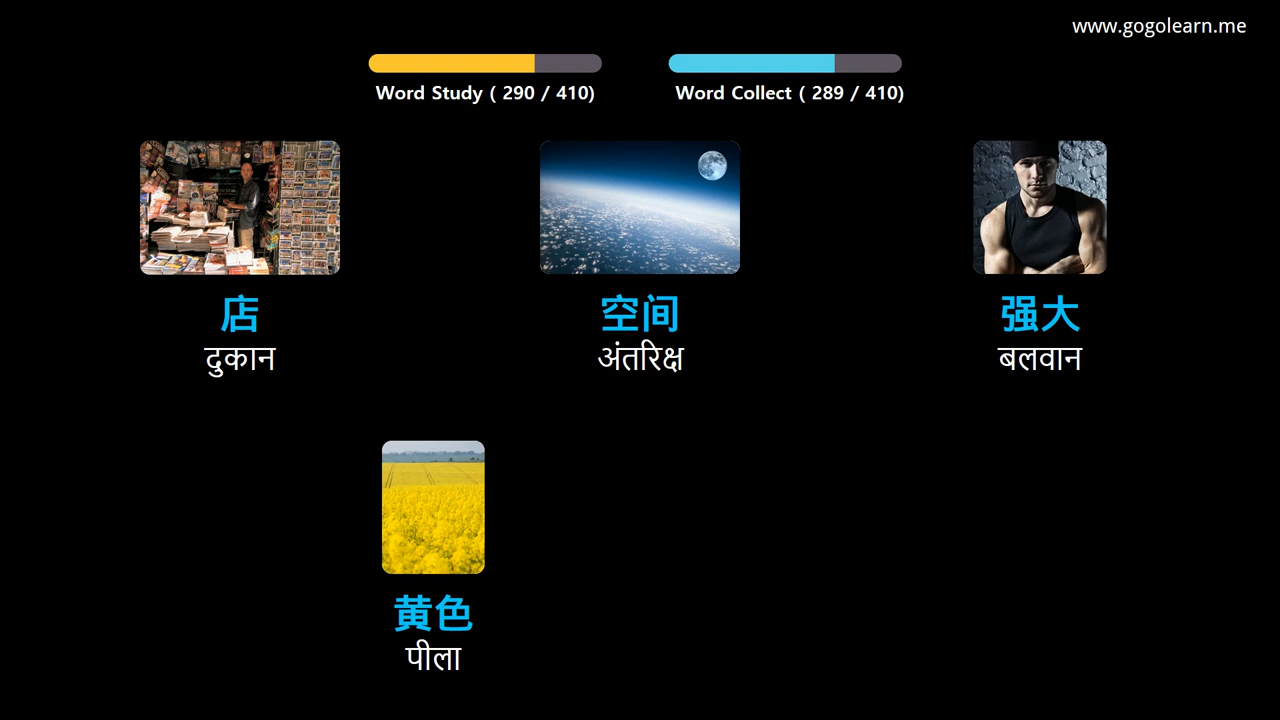 www.gogolearn.me
Word Study ( 290 / 410)
Word Collect ( 289 / 410)
店
दुकान
空间
अंतरिक्ष
强大
बलवान
黄色
पीला